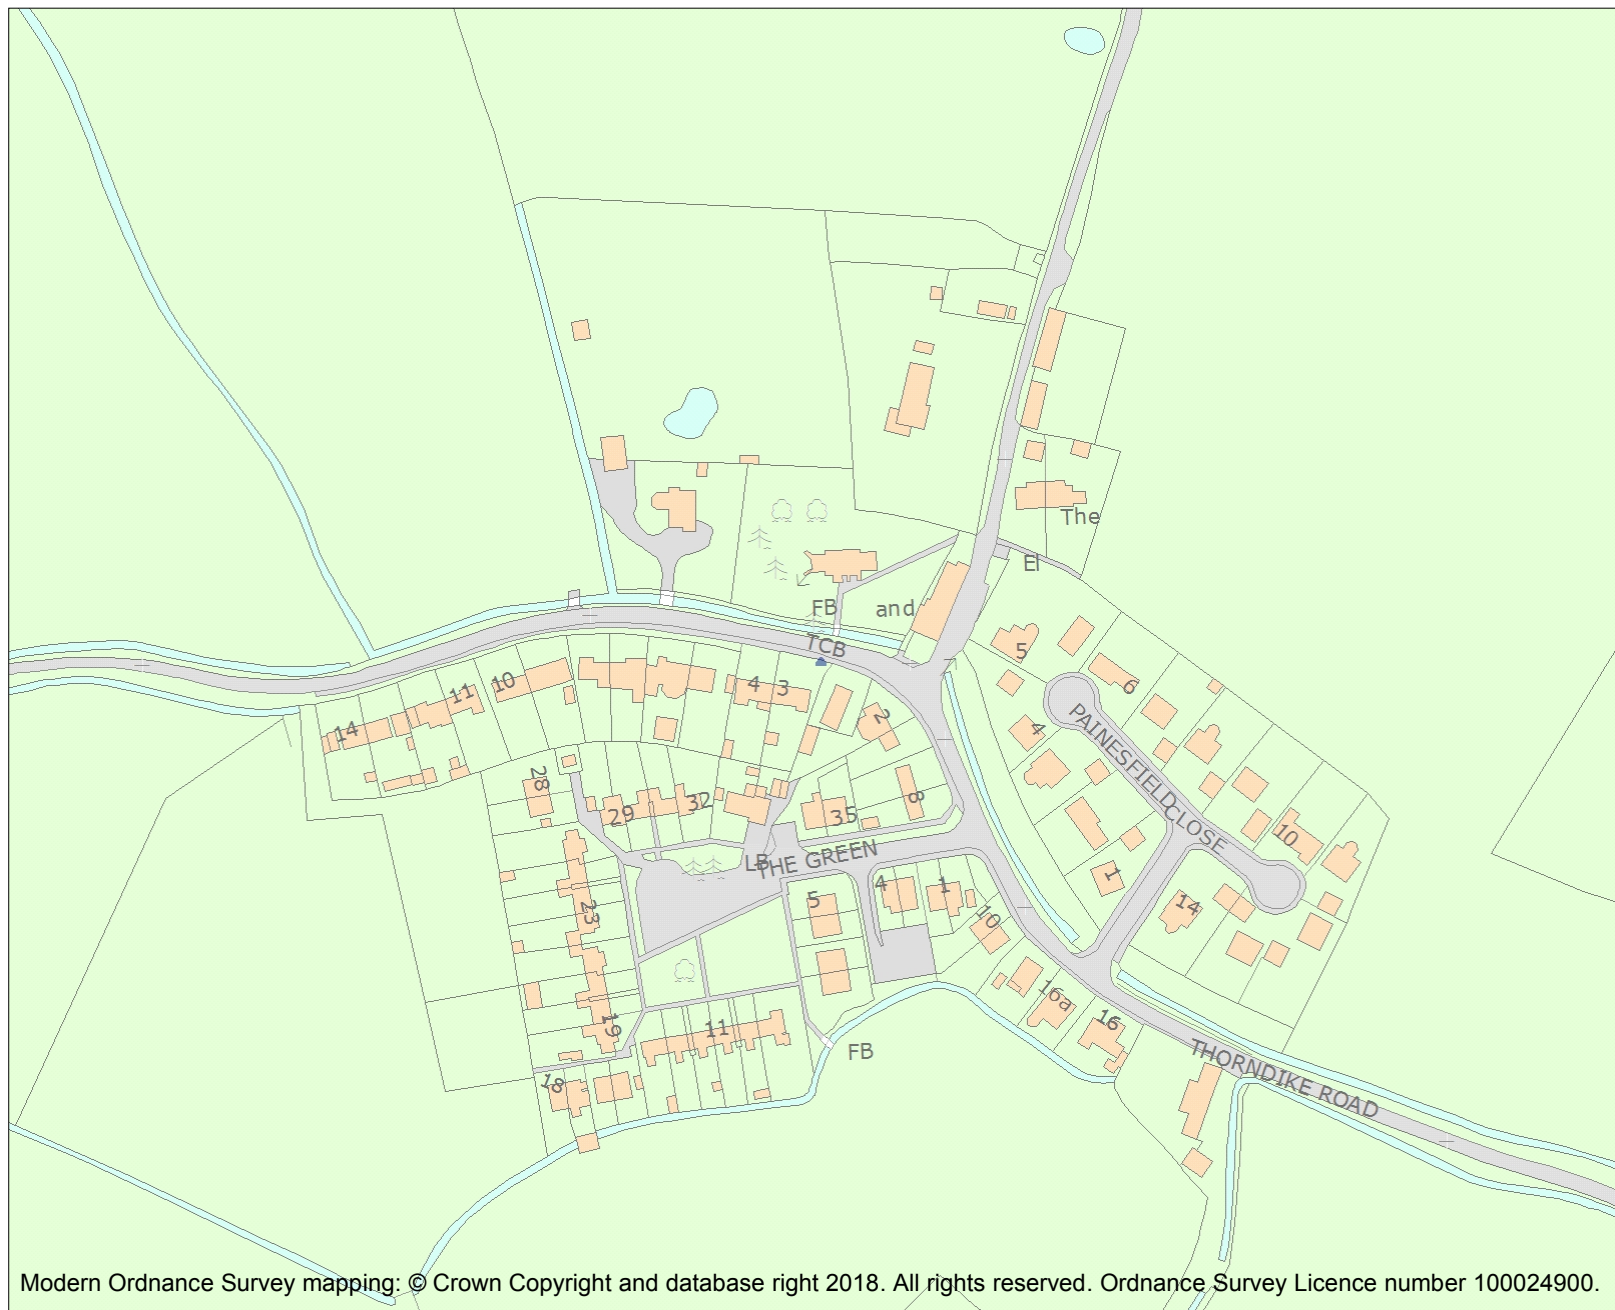 The
El
FB
and
5
TCB
11
10
4
3
6
14
2
4
PAINESFIELD CLOSE
28
29
32
8
35
10
LB
THE GREEN
1
5
4
1
14
23
10
16a
19
11
16
FB
18
THORNDIKE ROAD
Modern Ordnance Survey mapping: © Crown Copyright and database right 2018. All rights reserved. Ordnance Survey Licence number 100024900.